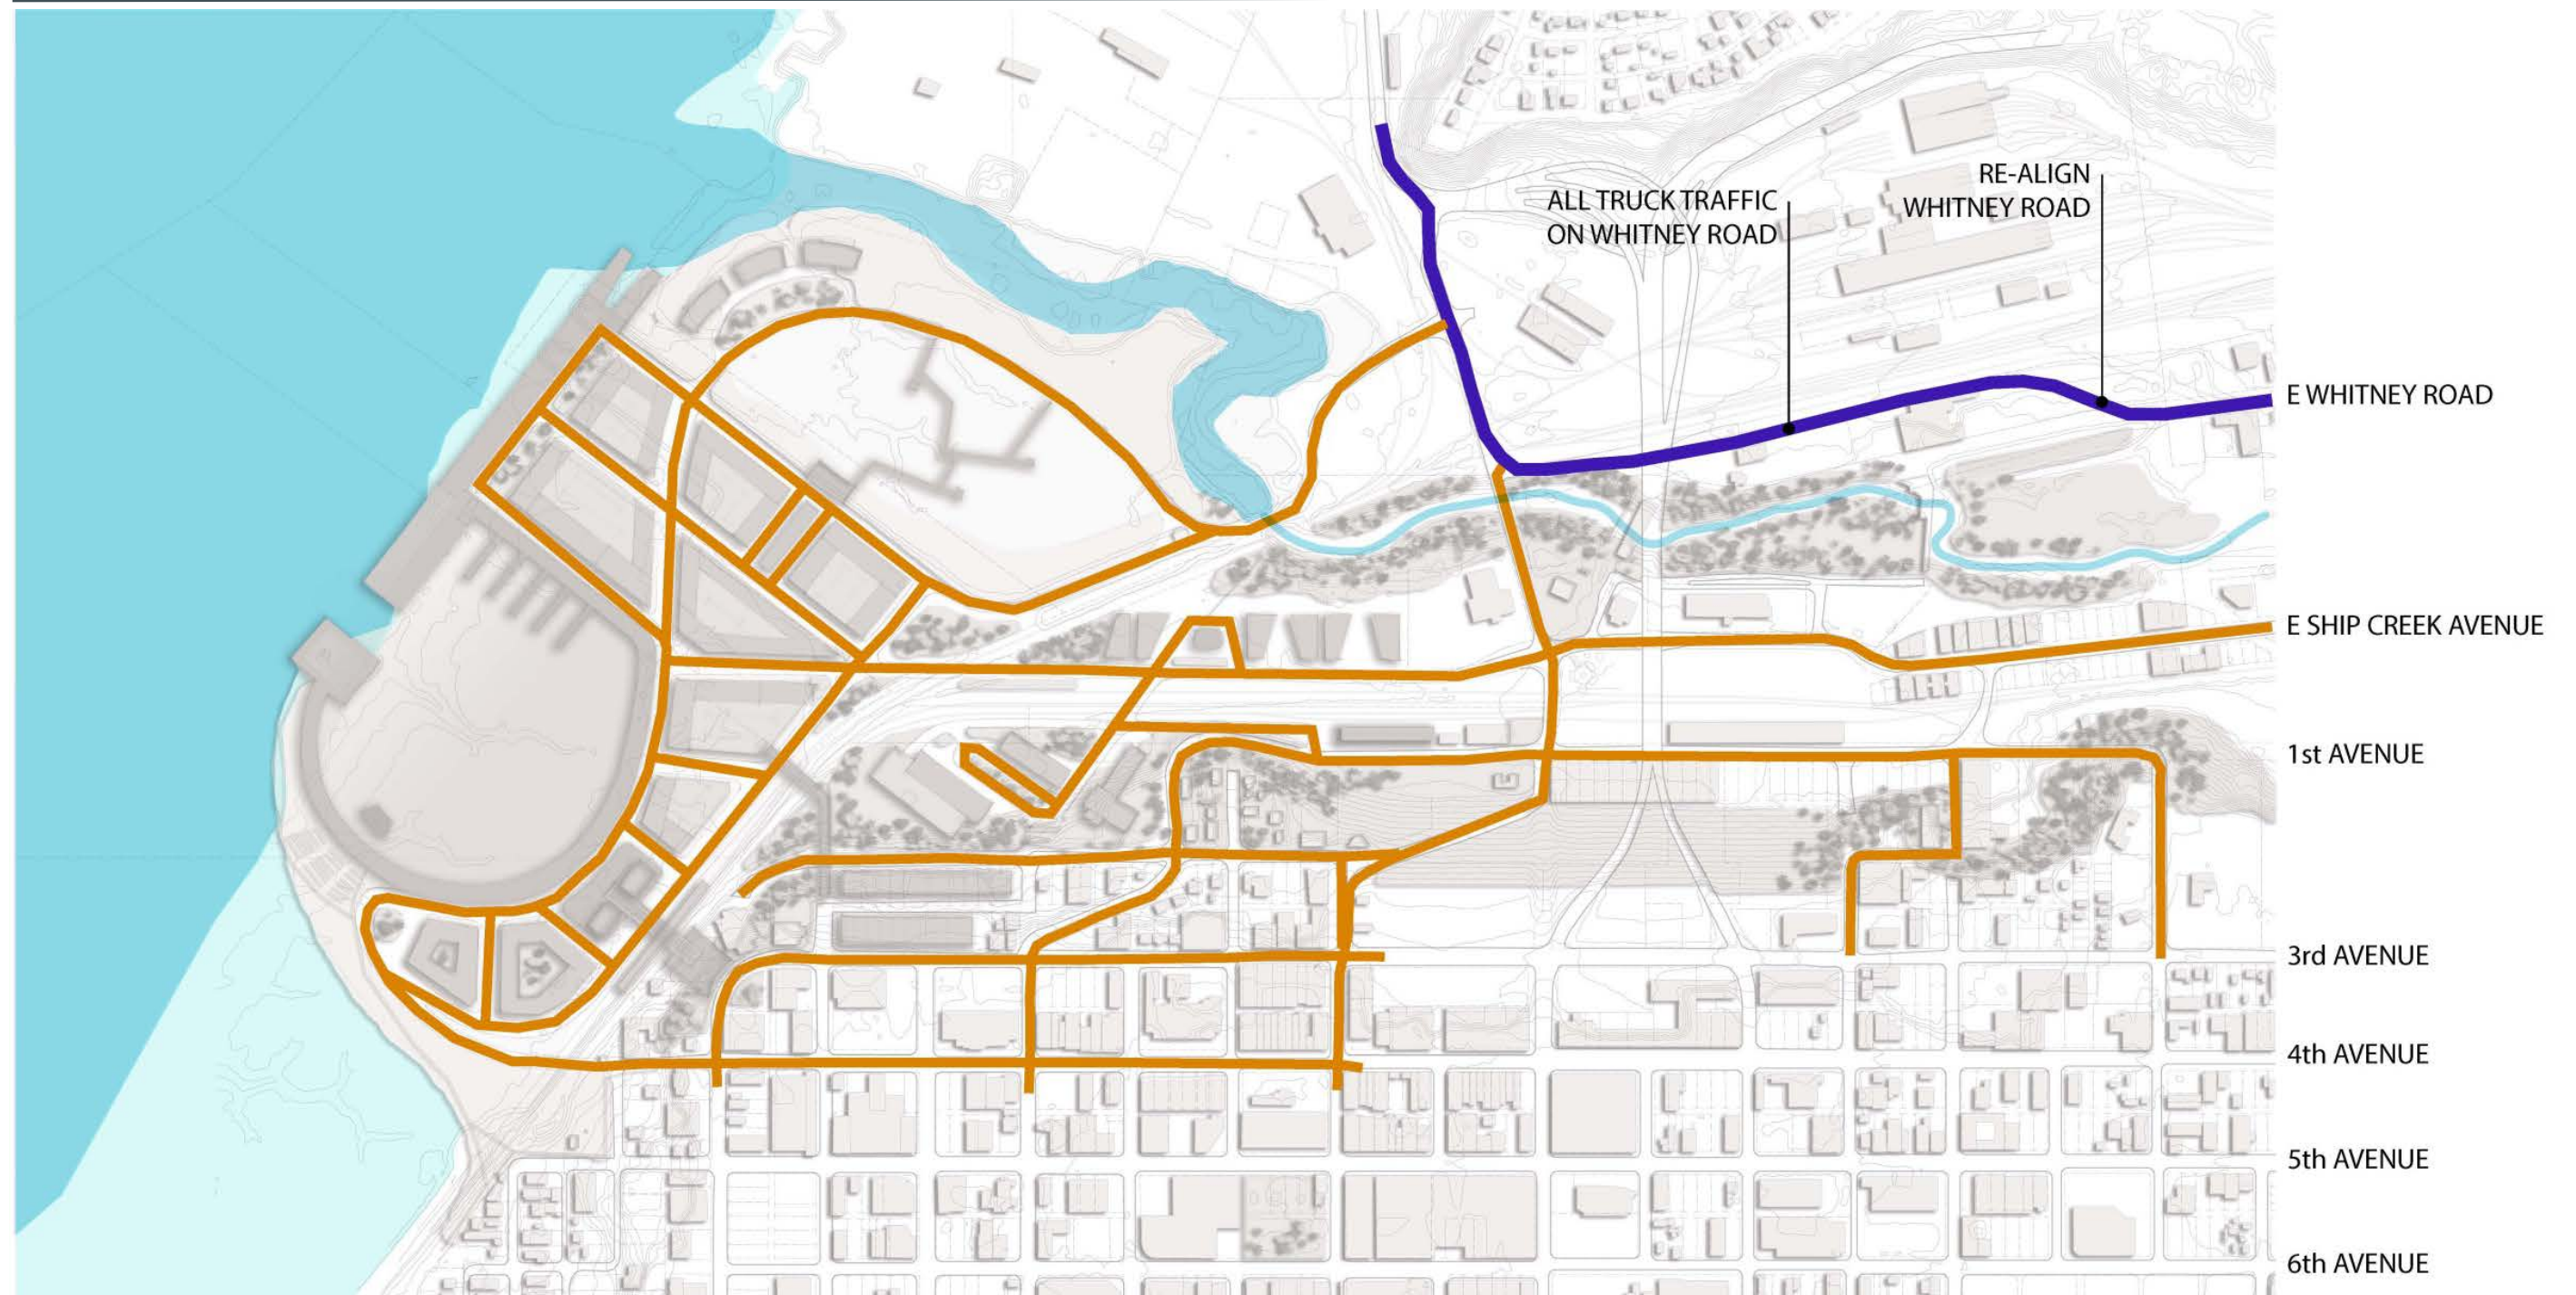 ALL TRUCK TRAFFIC
ON WHITNEY ROAD
RE-ALIGN
WHITNEY ROAD
E WHITNEY ROAD
E SHIP CREEK AVENUE
1st AVENUE
3rd AVENUE
4th AVENUE
5th AVENUE
6th AVENUE